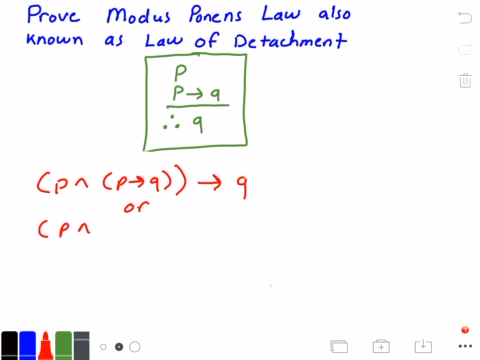 Prove Modus Ponens Law also
known as Law of Detachment
P
P → q
∴ q
(p ∧ (p → q)) → q
or
(p ∧